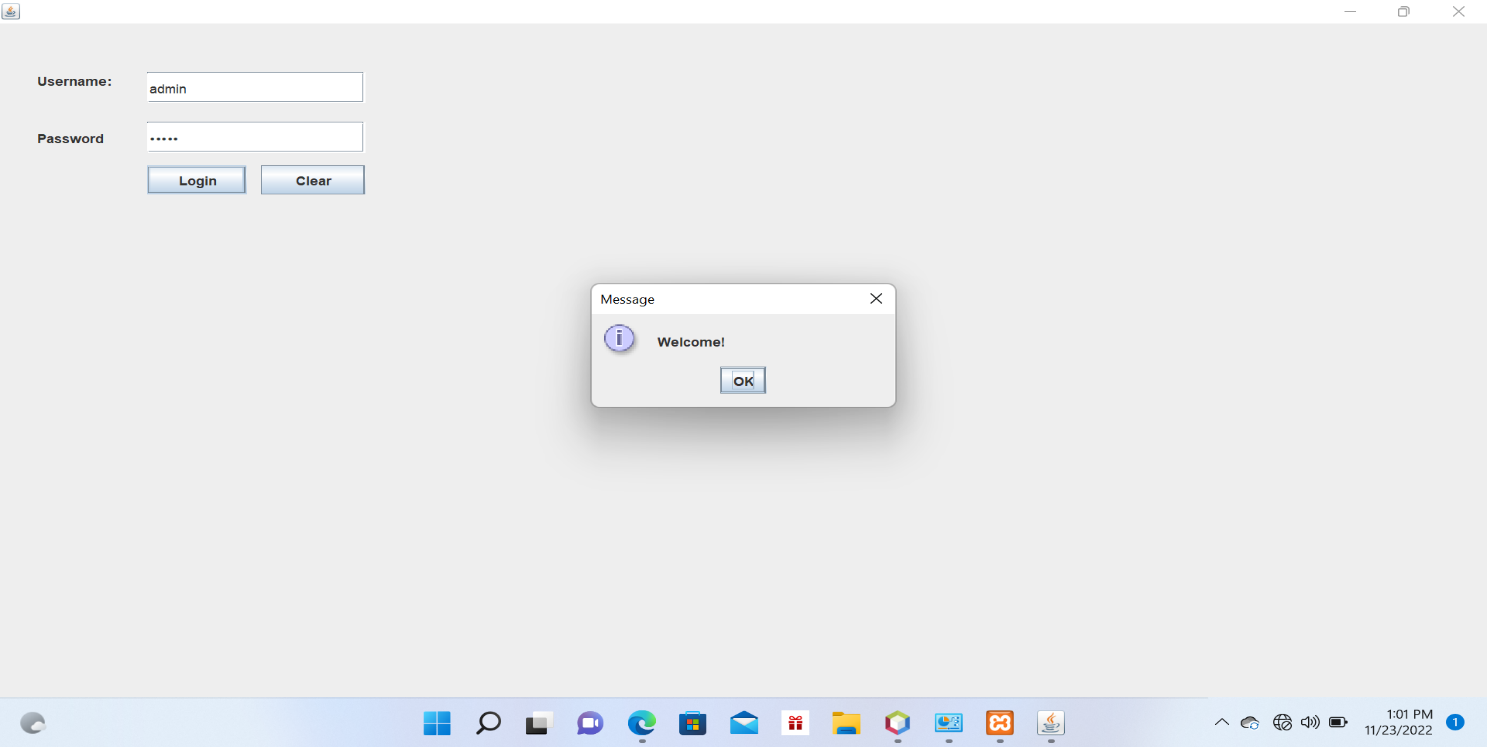 Username:
admin
Password
•••••
Login
Clear
Message
i
Welcome!
OK
1:01 PM
11/23/2022
1